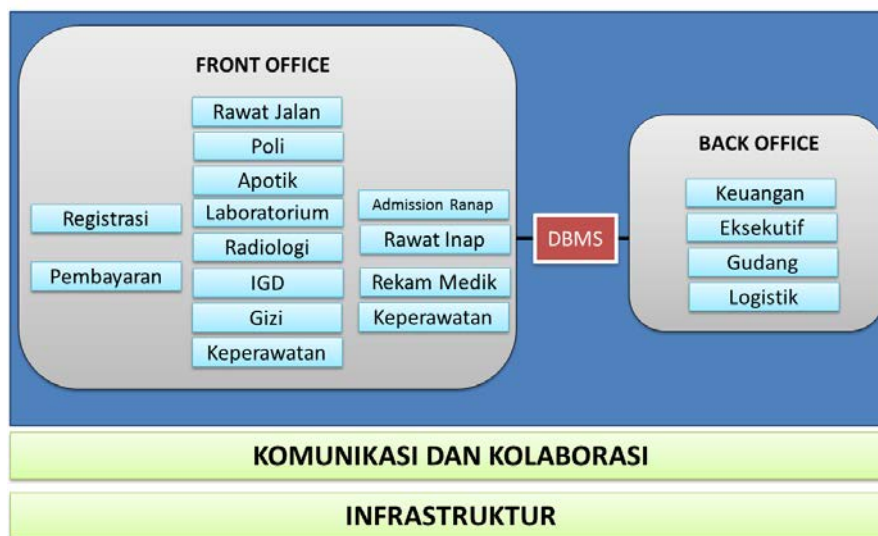 FRONT OFFICE
Registrasi
Pembayaran
Rawat Jalan
Poli
Apotik
Laboratorium
Radiologi
IGD
Gizi
Keperawatan
Admission Ranap
Rawat Inap
Rekam Medik
Keperawatan
DBMS
BACK OFFICE
Keuangan
Eksekutif
Gudang
Logistik
KOMUNIKASI DAN KOLABORASI
INFRASTRUKTUR